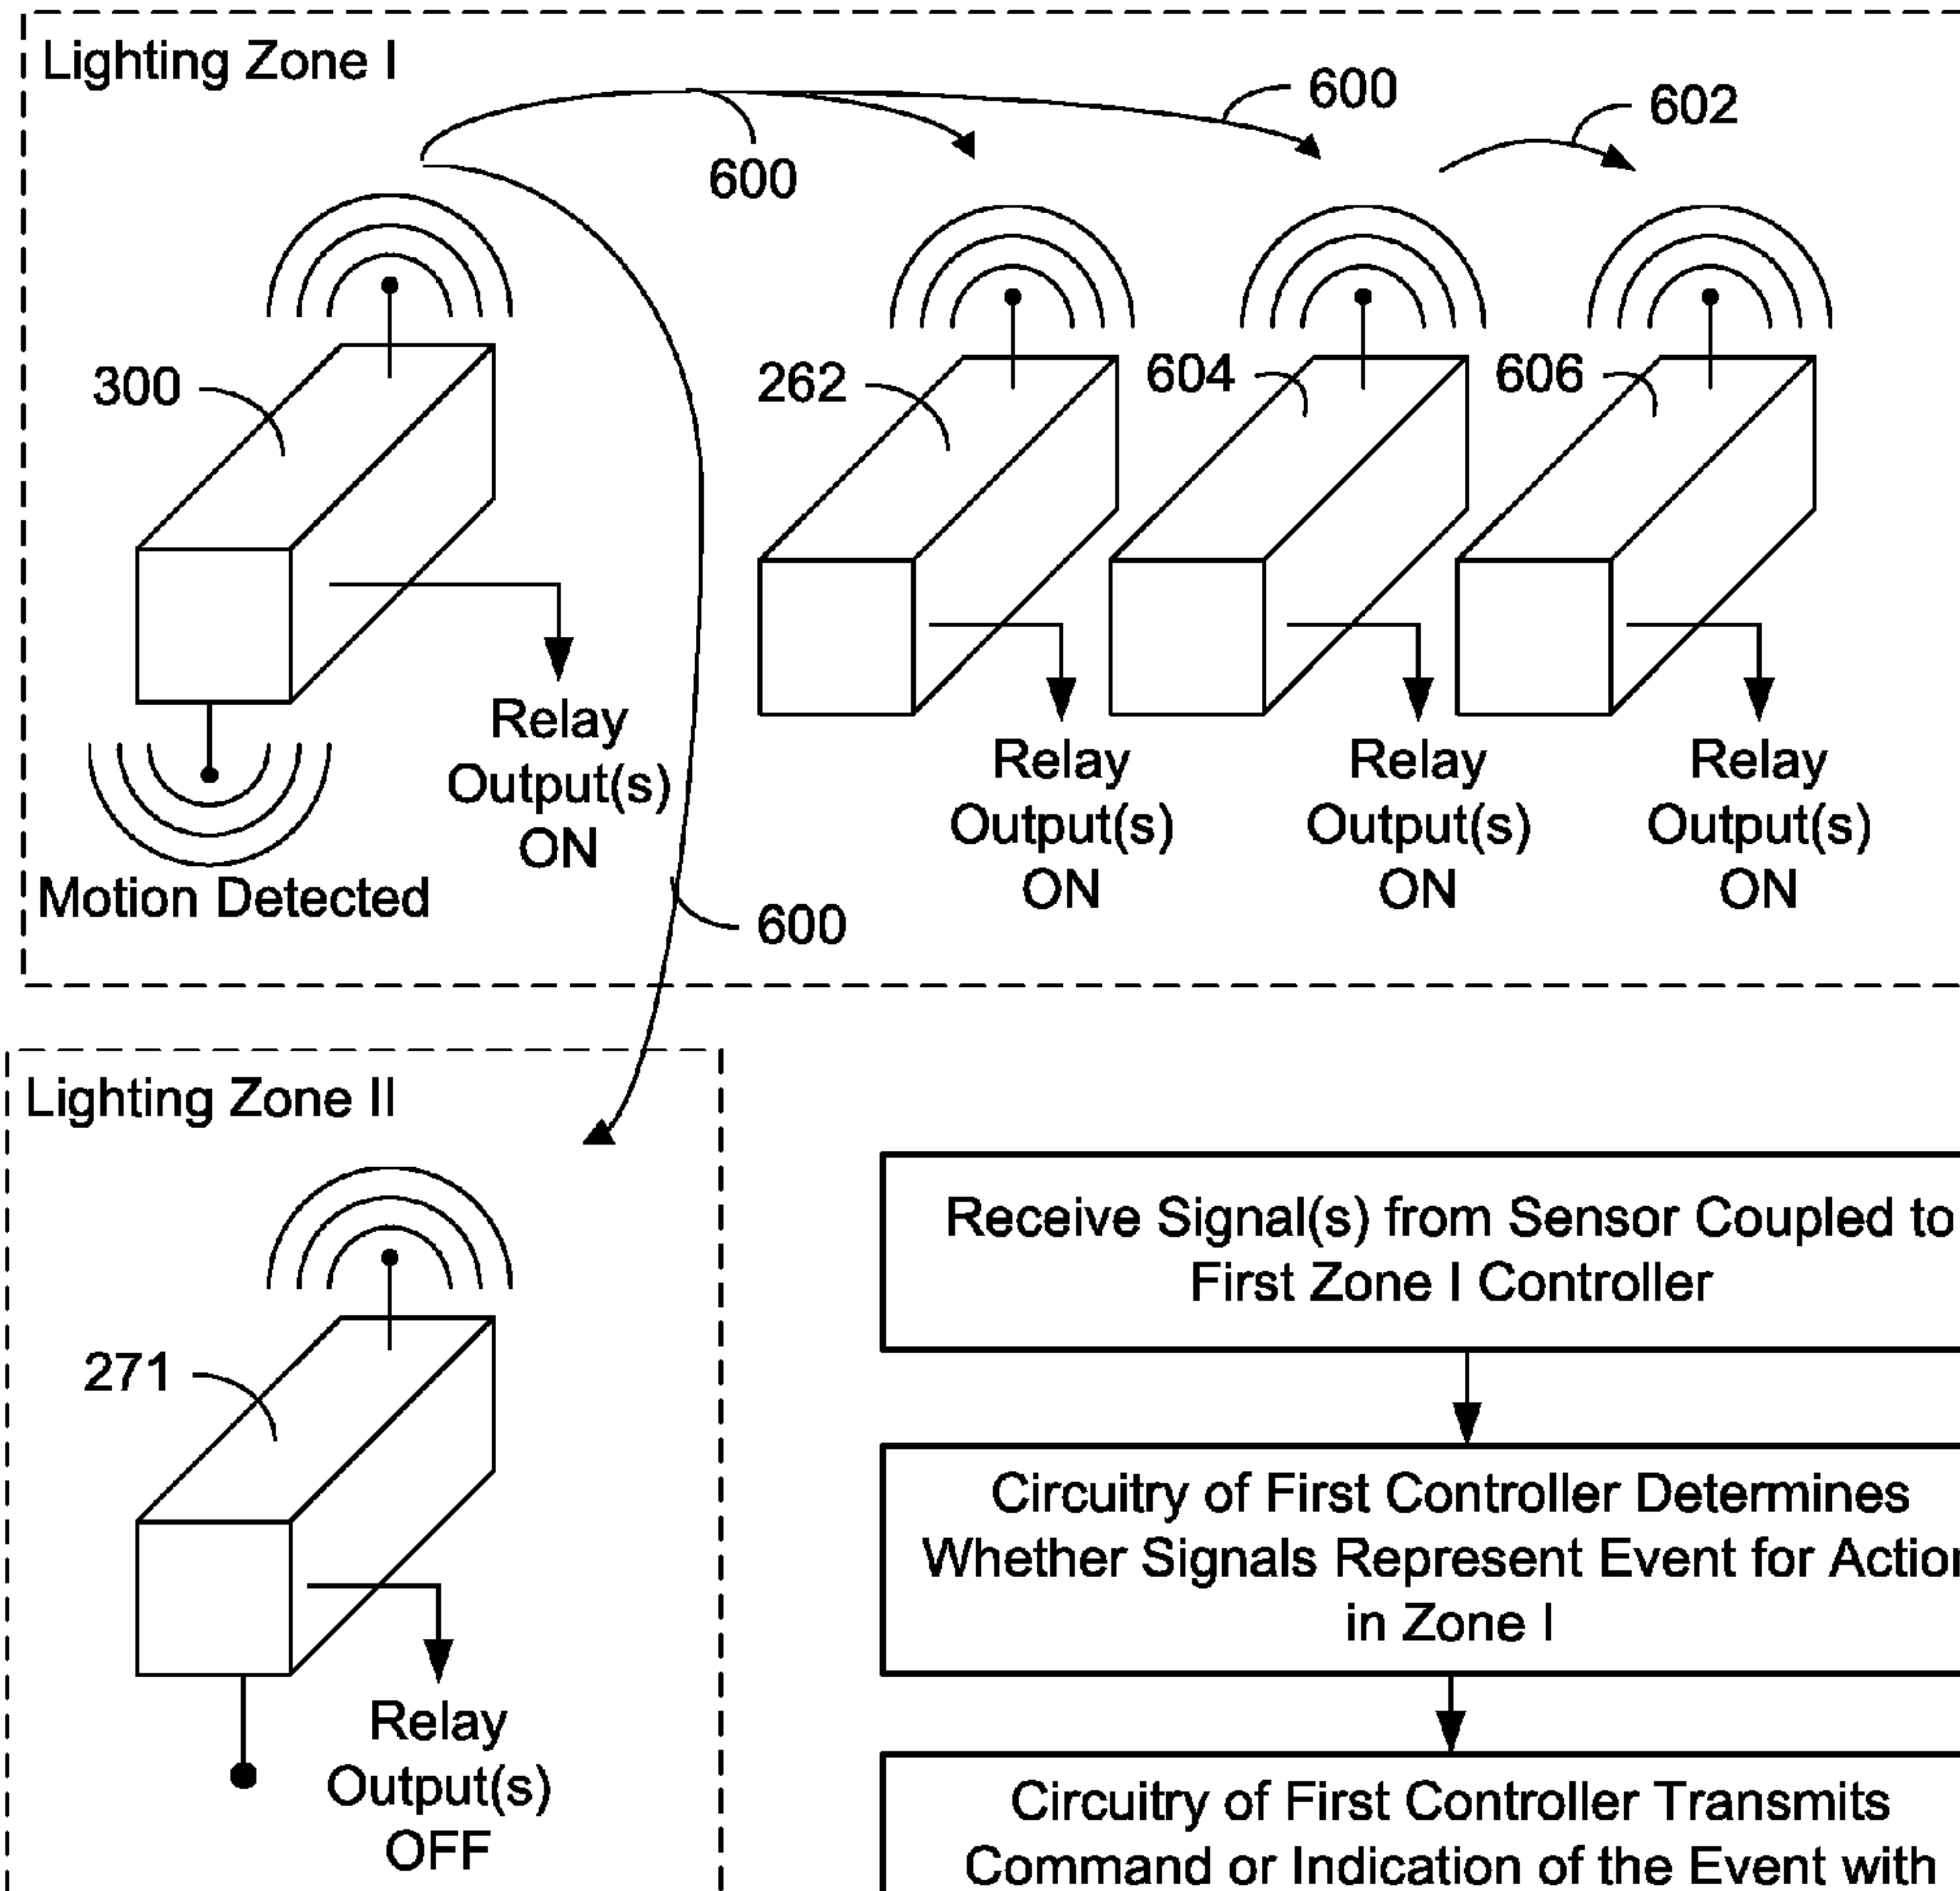 Lighting Zone I
600
602
600
300
262
604
606
Relay
Output(s)
ON
Relay
Output(s)
ON
Relay
Output(s)
ON
Relay
Output(s)
ON
Motion Detected
600
Lighting Zone II
271
Relay
Output(s)
OFF
Receive Signal(s) from Sensor Coupled to
First Zone I Controller
Circuitry of First Controller Determines
Whether Signals Represent Event for Action
in Zone I
Circuitry of First Controller Transmits
Command or Indication of the Event with